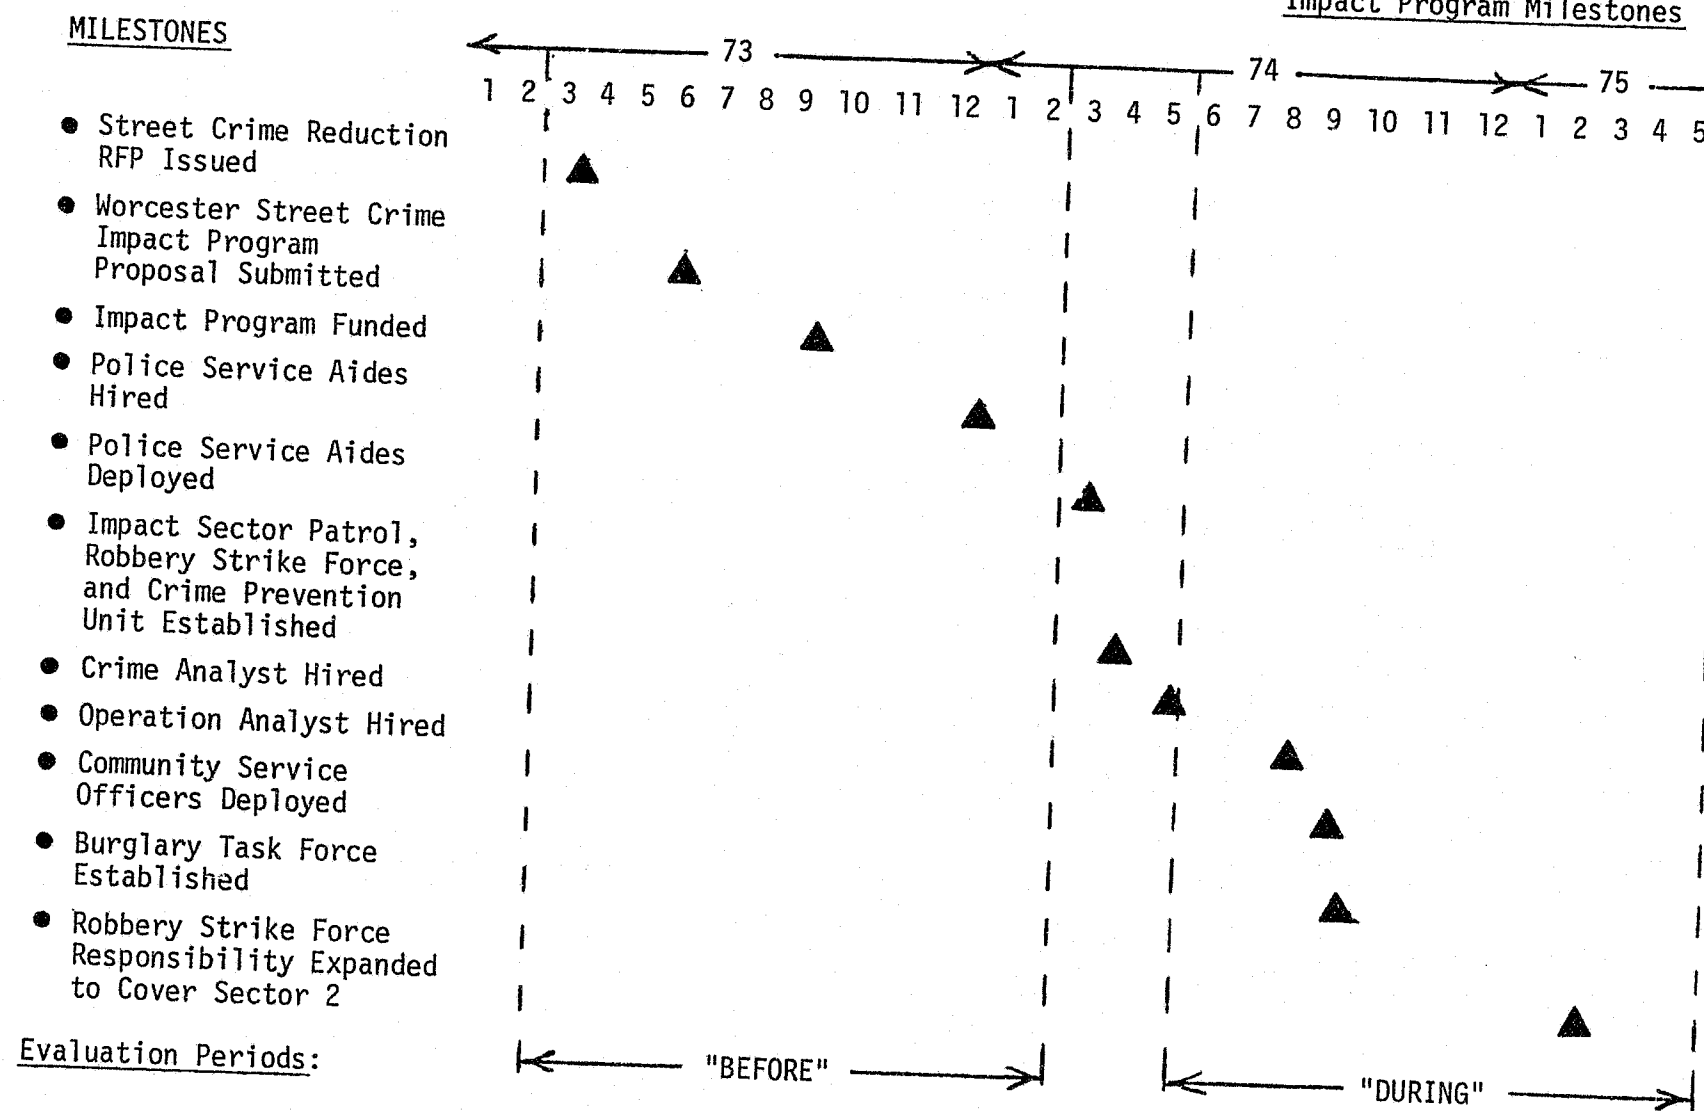 Impact Program Milestones
MILESTONES
73 74 75
1 2 3 4 5 6 7 8 9 10 11 12 1 2 3 4 5 6 7 8 9 10 11 12 1 2 3 4 5
● Street Crime Reduction
RFP Issued
● Worcester Street Crime
Impact Program
Proposal Submitted
● Impact Program Funded
● Police Service Aides
Hired
● Police Service Aides
Deployed
● Impact Sector Patrol,
Robbery Strike Force,
and Crime Prevention
Unit Established
● Crime Analyst Hired
● Operation Analyst Hired
● Community Service
Officers Deployed
● Burglary Task Force
Established
● Robbery Strike Force
Responsibility Expanded
to Cover Sector 2
Evaluation Periods: "BEFORE" "DURING"